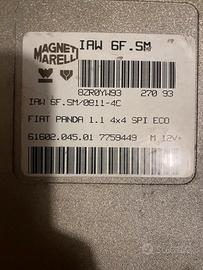 MAGNETI
MARELLI
IAW 6F.SM
8ZR0YW93 270 93
IAW 6F.SM/0811-4C
FIAT PANDA 1.1 4x4 SPI ECO
61602.045.01 7759449 M 12V
subito